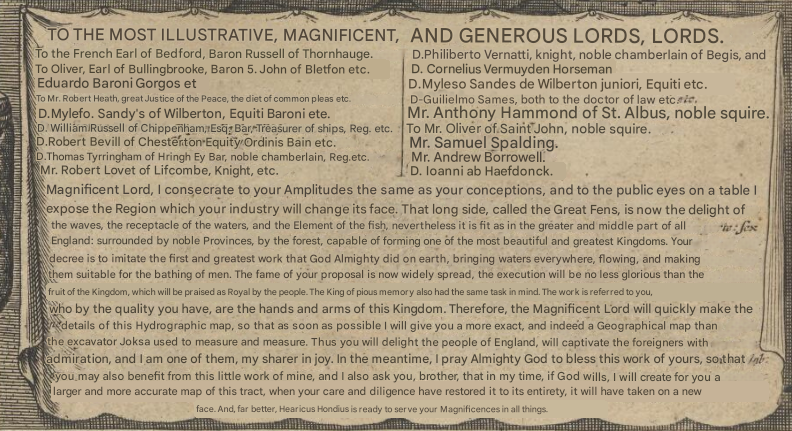 TO THE MOST ILLUSTRATIVE, MAGNIFICENT, AND GENEROUS LORDS, LORDS.
To the French Earl of Bedford, Baron Russell of Thornhauge.
To Oliver, Earl of Bullingbrooke, Baron 5. John of Bletfon etc.
Eduardo Baroni Gorgos et
To Mr. Robert Heath, great Justice of the Peace, the diet of common pleas etc.
D.Mylefo. Sandy's of Wilberton, Equiti Baroni ete.
D. William Russell of Chippenham, Esq. Bar, Treasurer of ships, Reg. etc.
D.Robert Bevill of Chesterton Equity Ordinis Bain etc.
D.Thomas Tyrringham of Hringh Ey Bar, noble chamberlain, Reg.etc.
Mr. Robert Lovet of Lifcombe, Knight, etc.
D.Philiberto Vernatti, knight, noble chamberlain of Begis, and
D. Cornelius Vermuyden Horseman
D.Myleso Sandes de Wilberton juniori, Equiti etc.
D-Guilielmo Sames, both to the doctor of law etc
Mr. Anthony Hammond of St. Albus, noble squire.
To Mr. Oliver of Saint John, noble squire.
Mr. Samuel Spalding.
Mr. Andrew Borrowell.
D. Ioanni ab Haefdonck.
Magnificent Lord, I consecrate to your Amplitudes the same as your conceptions, and to the public eyes on a table I
expose the Region which your industry will change its face. That long side, called the Great Fens, is now the delight of
the waves, the receptacle of the waters, and the Element of the fish, nevertheless it is fit as in the greater and middle part of all
England: surrounded by noble Provinces, by the forest, capable of forming one of the most beautiful and greatest Kingdoms. Your
decree is to imitate the first and greatest work that God Almighty did on earth, bringing waters everywhere, flowing, and making
them suitable for the bathing of men. The fame of your proposal is now widely spread, the execution will be no less glorious than the
fruit of the Kingdom, which will be praised as Royal by the people. The King of pious memory also had the same task in mind. The work is referred to you,
who by the quality you have, are the hands and arms of this Kingdom. Therefore, the Magnificent Lord will quickly make the
details of this Hydrographic map, so that as soon as possible I will give you a more exact, and indeed a Geographical map than
the excavator Joksa used to measure and measure. Thus you will delight the people of England, will captivate the foreigners with
admiration, and I am one of them, my sharer in joy. In the meantime, I pray Almighty God to bless this work of yours, so that
you may also benefit from this little work of mine, and I also ask you, brother, that in my time, if God wills, I will create for you a
larger and more accurate map of this tract, when your care and diligence have restored it to its entirety, it will have taken on a new
face. And, far better, Hearicus Hondius is ready to serve your Magnificences in all things.